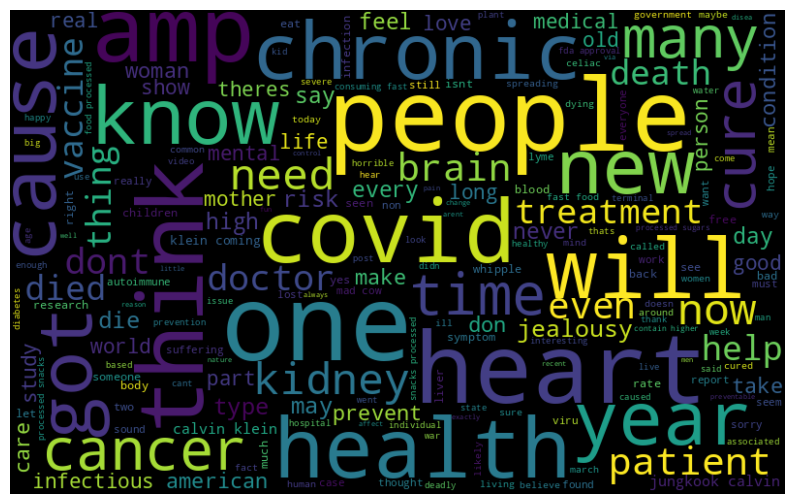 people
covid
one
heart
health
will
chronic
think
know
amp
cause
got
new
many
year
cancer
cure
time
kidney
treatment
patient
doctor
brain
need
death
now
even
help
died
dont
thing
vaccine
jealousy
prevent
infectious
american
condition
person
medical
feel
love
old
real
woman
show
theres
say
life
mental
mother
risk
every
long
never
day
good
high
make
don
die
world
part
type
may
study
care
take
calvin klein
jungkook calvin
klein coming
autoimmune
research
suffering
someone
body
based
prevention
issue
lost
yes
mad cow
whipple
symptom
ill
liver
viru
rate
report
cured
live
said
seem
sorry
associated
believe
found
living
deadly
thought
individual
hospital
human
case
fact
much
sound
two
left
processed snacks
snacks processed
diabetes
enough
right
use
video
common
really
children
happy
big
food processed
kid
eat
infection
severe
today
still
isnt
consuming fast
spreading
celiac
plant
government maybe
fda approval
via
disea
dying
everyone
water
spread
come
mean
hope
want
way
fast food
terminal
blood
lyme
horrible
hear
control
pain
seen
non
change
arent
post
look
didn
healthy
mind
thats
called
work
back
free
processed sugars
see
women
doesn
around
thank
must
bad
man
contain higher
week
interesting
recent
men
caused
preventable
state
sure
exactly
likely
march
war
went
affect
always
nature
cant
reason
little
well
age